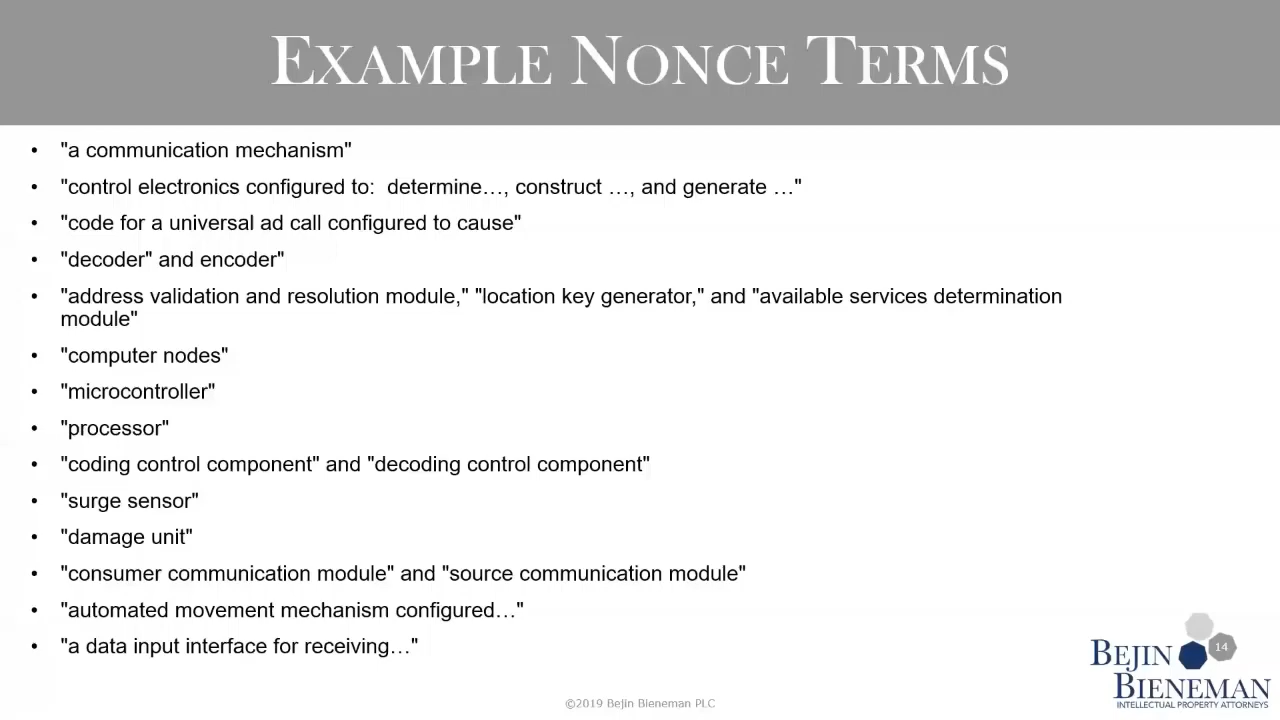 EXAMPLE NONCE TERMS
• "a communication mechanism"
• "control electronics configured to:  determine…, construct …, and generate …"
• "code for a universal ad call configured to cause"
• "decoder" and encoder"
• "address validation and resolution module," "location key generator," and "available services determination
module"
• "computer nodes"
• "microcontroller"
• "processor"
• "coding control component" and "decoding control component"
• "surge sensor"
• "damage unit"
• "consumer communication module" and "source communication module"
• "automated movement mechanism configured…"
• "a data input interface for receiving…"
14
BEJIN
BIENEMAN
INTELLECTUAL PROPERTY ATTORNEYS
©2019 Bejin Bieneman PLC